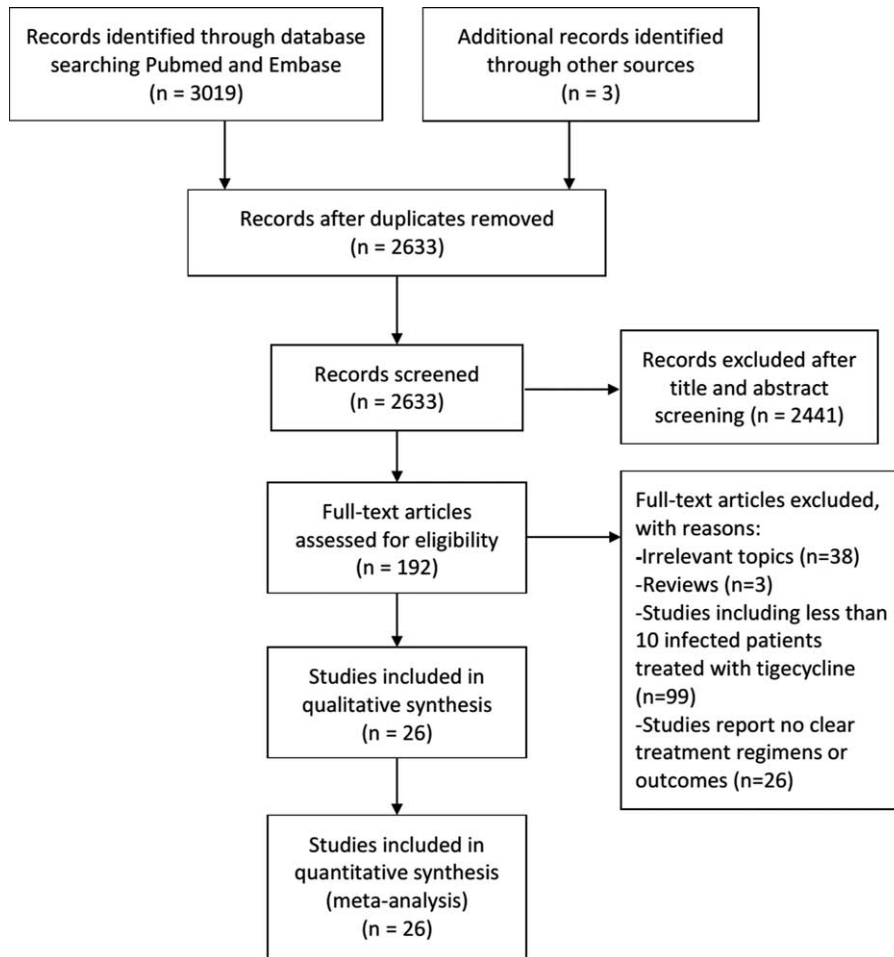 Records identified through database
searching Pubmed and Embase
(n = 3019)
Additional records identified
through other sources
(n = 3)
Records after duplicates removed
(n = 2633)
Records screened
(n = 2633)
Records excluded after
title and abstract
screening (n = 2441)
Full-text articles
assessed for eligibility
(n = 192)
Full-text articles excluded,
with reasons:
-Irrelevant topics (n=38)
-Reviews (n=3)
-Studies including less than
10 infected patients
treated with tigecycline
(n=99)
-Studies report no clear
treatment regimens or
outcomes (n=26)
Studies included in
qualitative synthesis
(n = 26)
Studies included in
quantitative synthesis
(meta-analysis)
(n = 26)